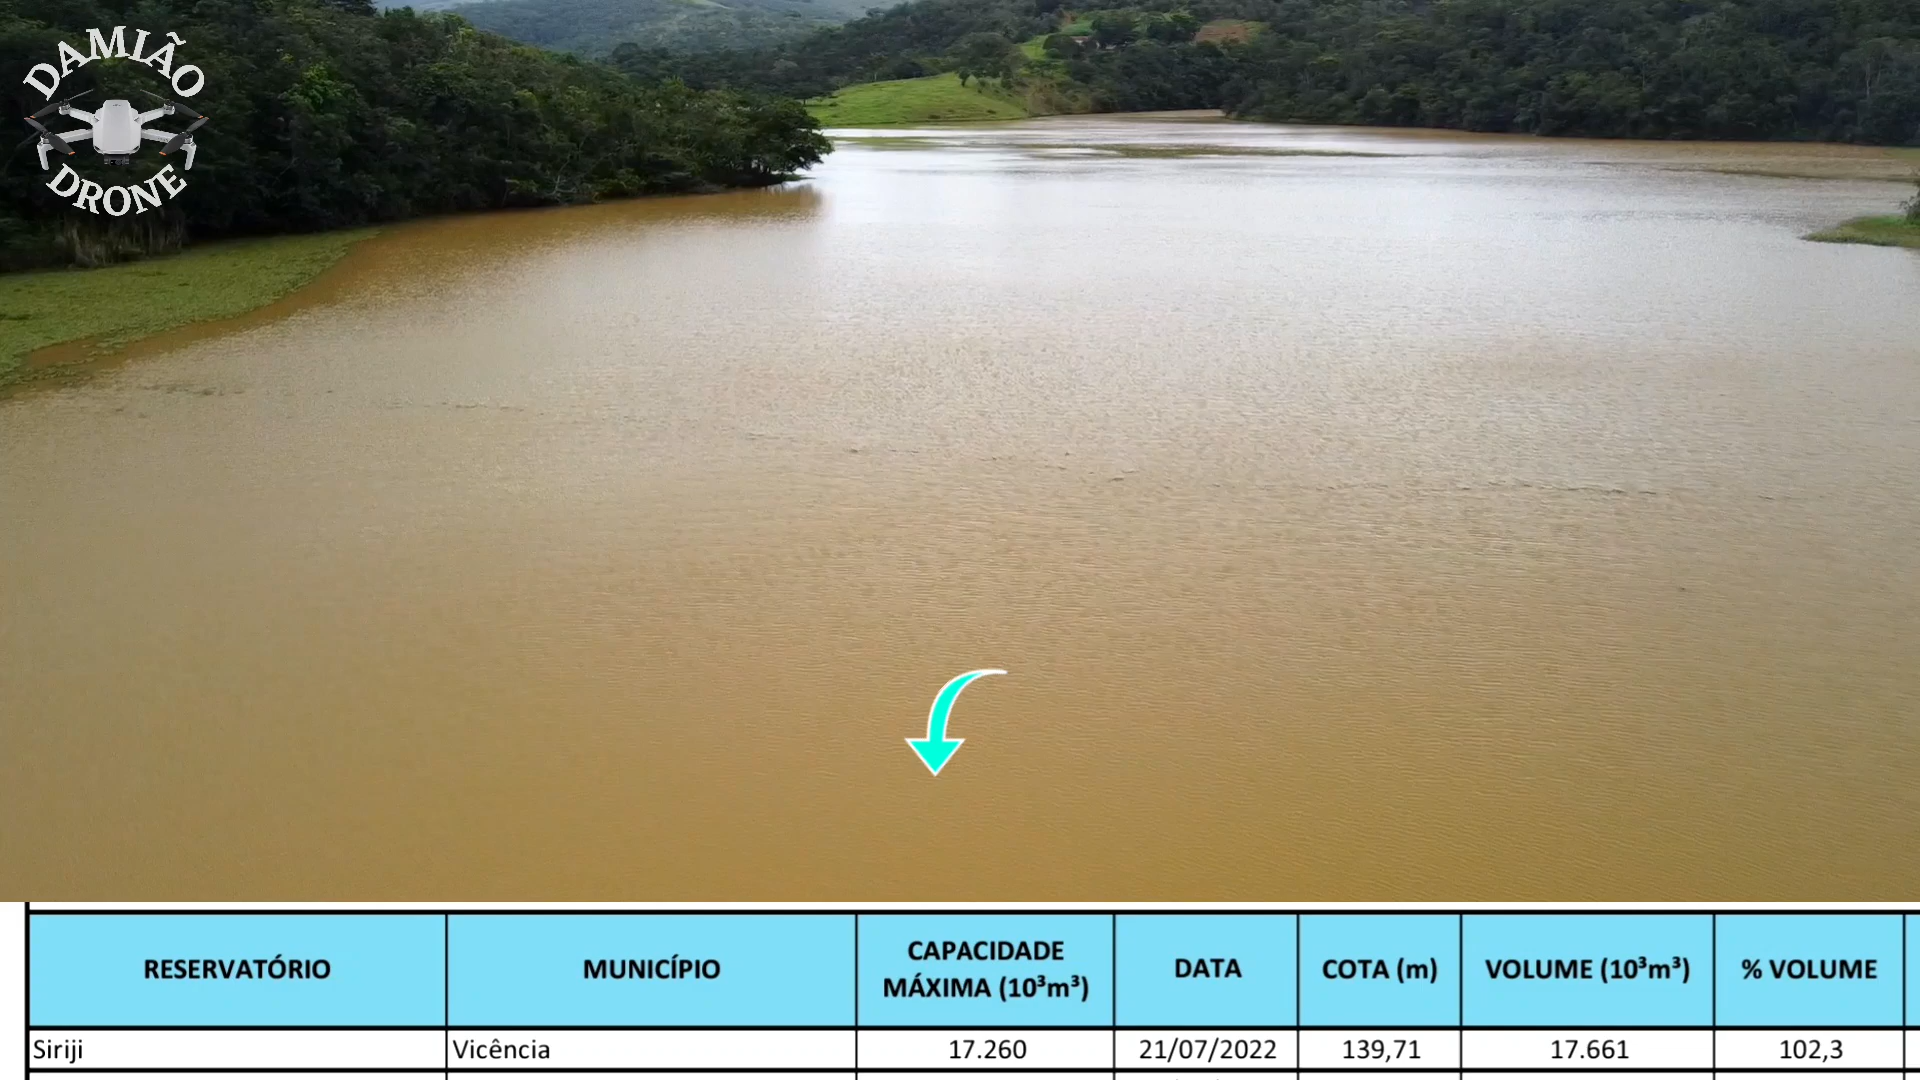 DAMIÃO
DRONE
RESERVATÓRIO
MUNICÍPIO
CAPACIDADE
MÁXIMA (10³m³)
DATA
COTA (m)
VOLUME (10³m³)
% VOLUME
Siriji
Vicência
17.260
21/07/2022
139,71
17.661
102,3